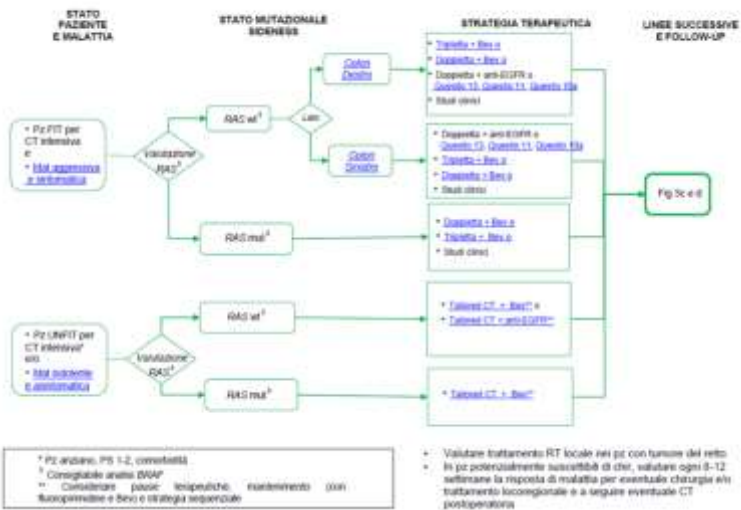 STATO
PAZIENTE
E MALATTIA
STATO MUTAZIONALE
SIDENESS
STRATEGIA TERAPEUTICA
LINEE SUCCESSIVE
E FOLLOW-UP
• Pz FIT per
CT intensiva
e
• Mal aggressiva
e sintomatica
Valutazione
RAS
RAS wt
Lato
Colon
Destro
Colon
Sinistro
• Tripletta + Bev o
• Doppietta + Bev o
• Doppietta + anti-EGFR o
Quesito 13, Quesito 11, Quesito
• Studi clinici
• Doppietta + anti-EGFR o
Quesito 13, Quesito 11, Quesito
• Tripletta + Bev o
• Doppietta + Bev o
• Studi clinici
RAS mut
• Doppietta + Bev o
• Tripletta + Bev o
• Studi clinici
Fig 5c e d
• Pz UNFIT per
CT intensiva*
e/o
• Mal indolente
e asintomatica
Valutazione
RAS
RAS wt
• Tailored CT + Bev** o
• Tailored CT + anti-EGFR**
RAS mut
• Tailored CT + Bev**
* Pz anziano, PS 1-2, comorbidità
Consigliabile analisi BRAF
** Considerare pause terapeutiche, mantenimento (con
fluoropirimidine e Bev) e strategia sequenziale
• Valutare trattamento RT locale nei pz con tumore del retto
• In pz potenzialmente suscettibili di chir, valutare ogni 8-12
settimane la risposta di malattia per eventuale chirurgia e/o
trattamento locoregionale e a seguire eventuale CT
postoperatoria